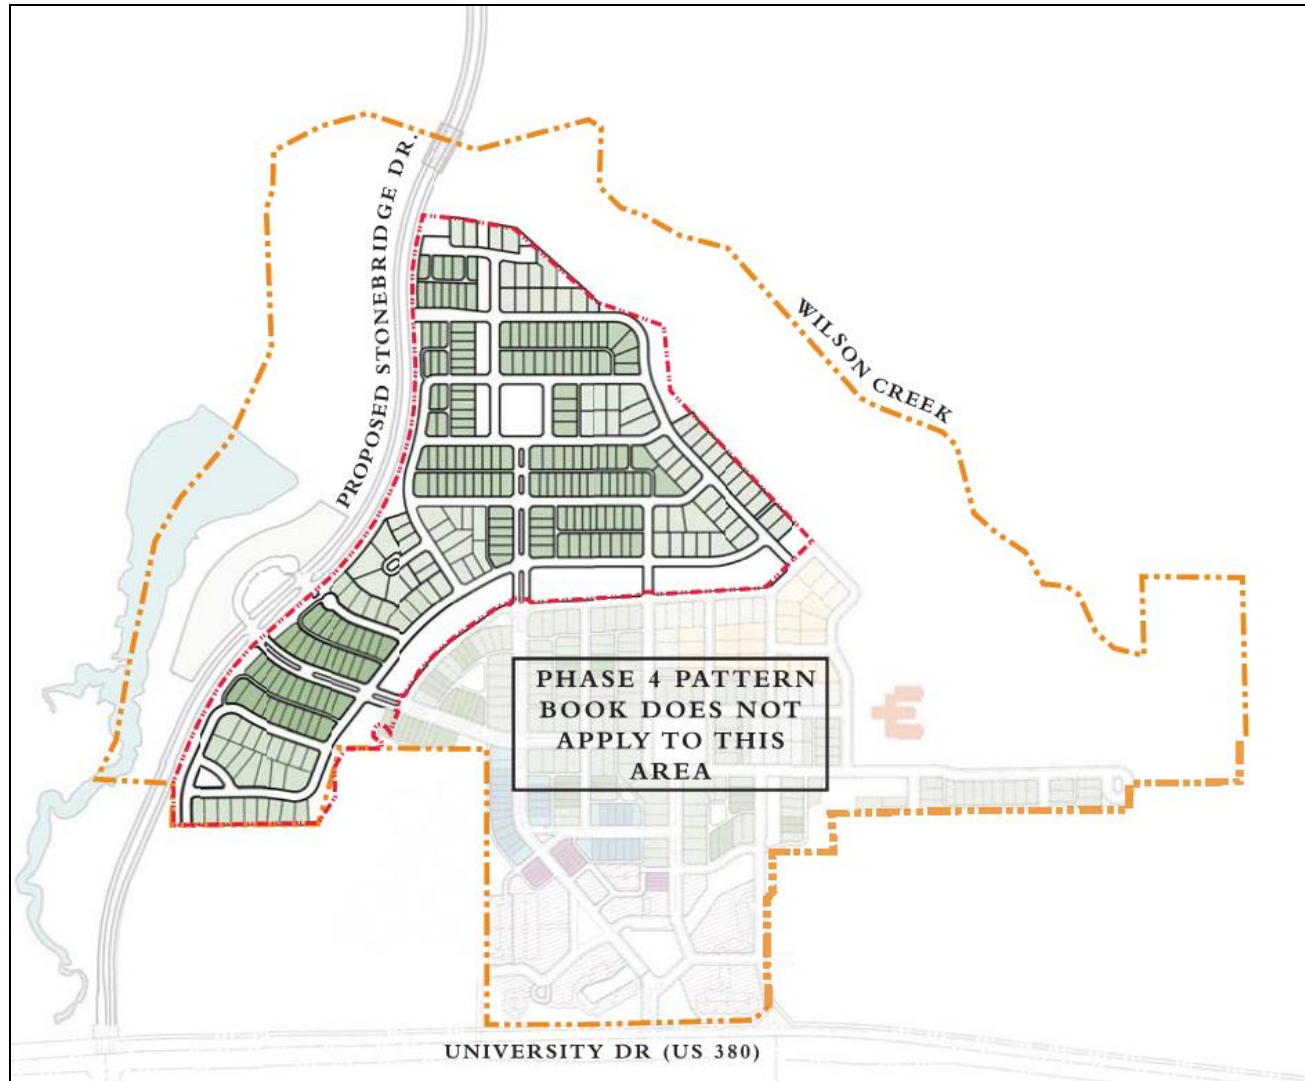 PROPOSED STONEBRIDGE DR.
WILSON CREEK
PHASE 4 PATTERN
BOOK DOES NOT
APPLY TO THIS
AREA
UNIVERSITY DR (US 380)